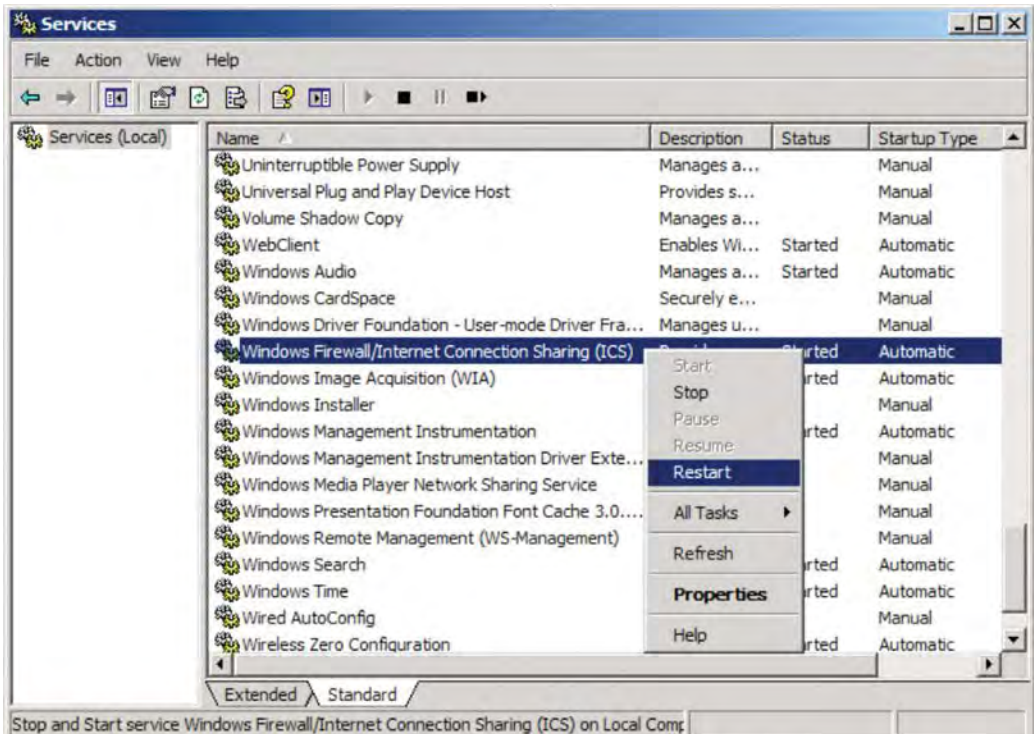 Services
File Action View Help
Services (Local)
Name Description Status Startup Type
Uninterruptible Power Supply Manages a... Manual
Universal Plug and Play Device Host Provides s... Manual
Volume Shadow Copy Manages a... Manual
WebClient Enables Wi... Started Automatic
Windows Audio Manages a... Started Automatic
Windows CardSpace Securely e... Manual
Windows Driver Foundation - User-mode Driver Fra... Manages u... Manual
Windows Firewall/Internet Connection Sharing (ICS) Automatic
Windows Image Acquisition (WIA) rted Automatic
Windows Installer Manual
Windows Management Instrumentation rted Automatic
Windows Management Instrumentation Driver Exte... Manual
Windows Media Player Network Sharing Service Manual
Windows Presentation Foundation Font Cache 3.0.... Manual
Windows Remote Management (WS-Management) Manual
Windows Search rted Automatic
Windows Time rted Automatic
Wired AutoConfig Manual
Wireless Zero Configuration rted Automatic
Start
Stop
Pause
Resume
Restart
All Tasks
Refresh
Properties
Help
Extended Standard
Stop and Start service Windows Firewall/Internet Connection Sharing (ICS) on Local Comp